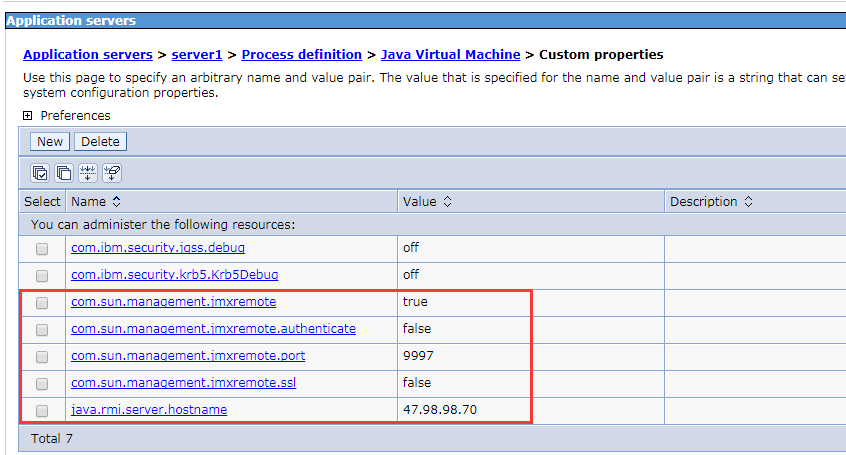 Application servers
Application servers > server1 > Process definition > Java Virtual Machine > Custom properties
Use this page to specify an arbitrary name and value pair. The value that is specified for the name and value pair is a string that can se
system configuration properties.
Preferences
New Delete
Select Name Value Description
You can administer the following resources:
com.ibm.security.jgss.debug off
com.ibm.security.krb5.Krb5Debug off
com.sun.management.jmxremote true
com.sun.management.jmxremote.authenticate false
com.sun.management.jmxremote.port 9997
com.sun.management.jmxremote.ssl false
java.rmi.server.hostname 47.98.98.70
Total 7